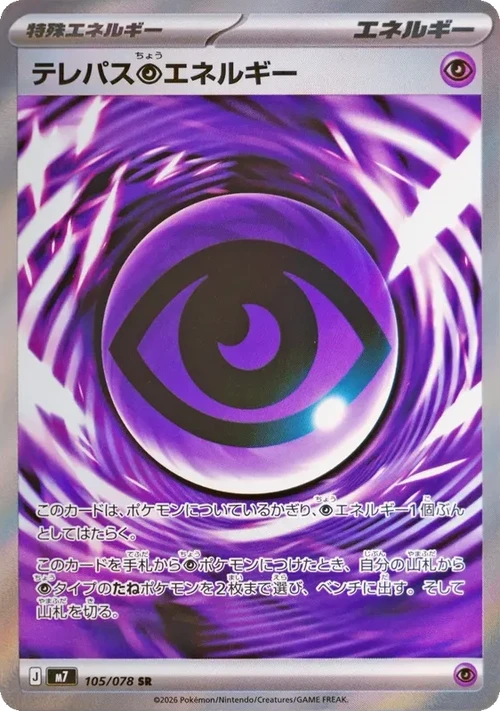 特殊エネルギー
エネルギー
テレパス超エネルギー
このカードは、ポケモンについているかぎり、超エネルギー1個ぶん
としてはたらく。
このカードを手札から超ポケモンにつけたとき、自分の山札から
超タイプのたねポケモンを2枚まで選び、ベンチに出す。そして
山札を切る。
J M7 105/078 SR
©2026 Pokémon/Nintendo/Creatures/GAME FREAK.